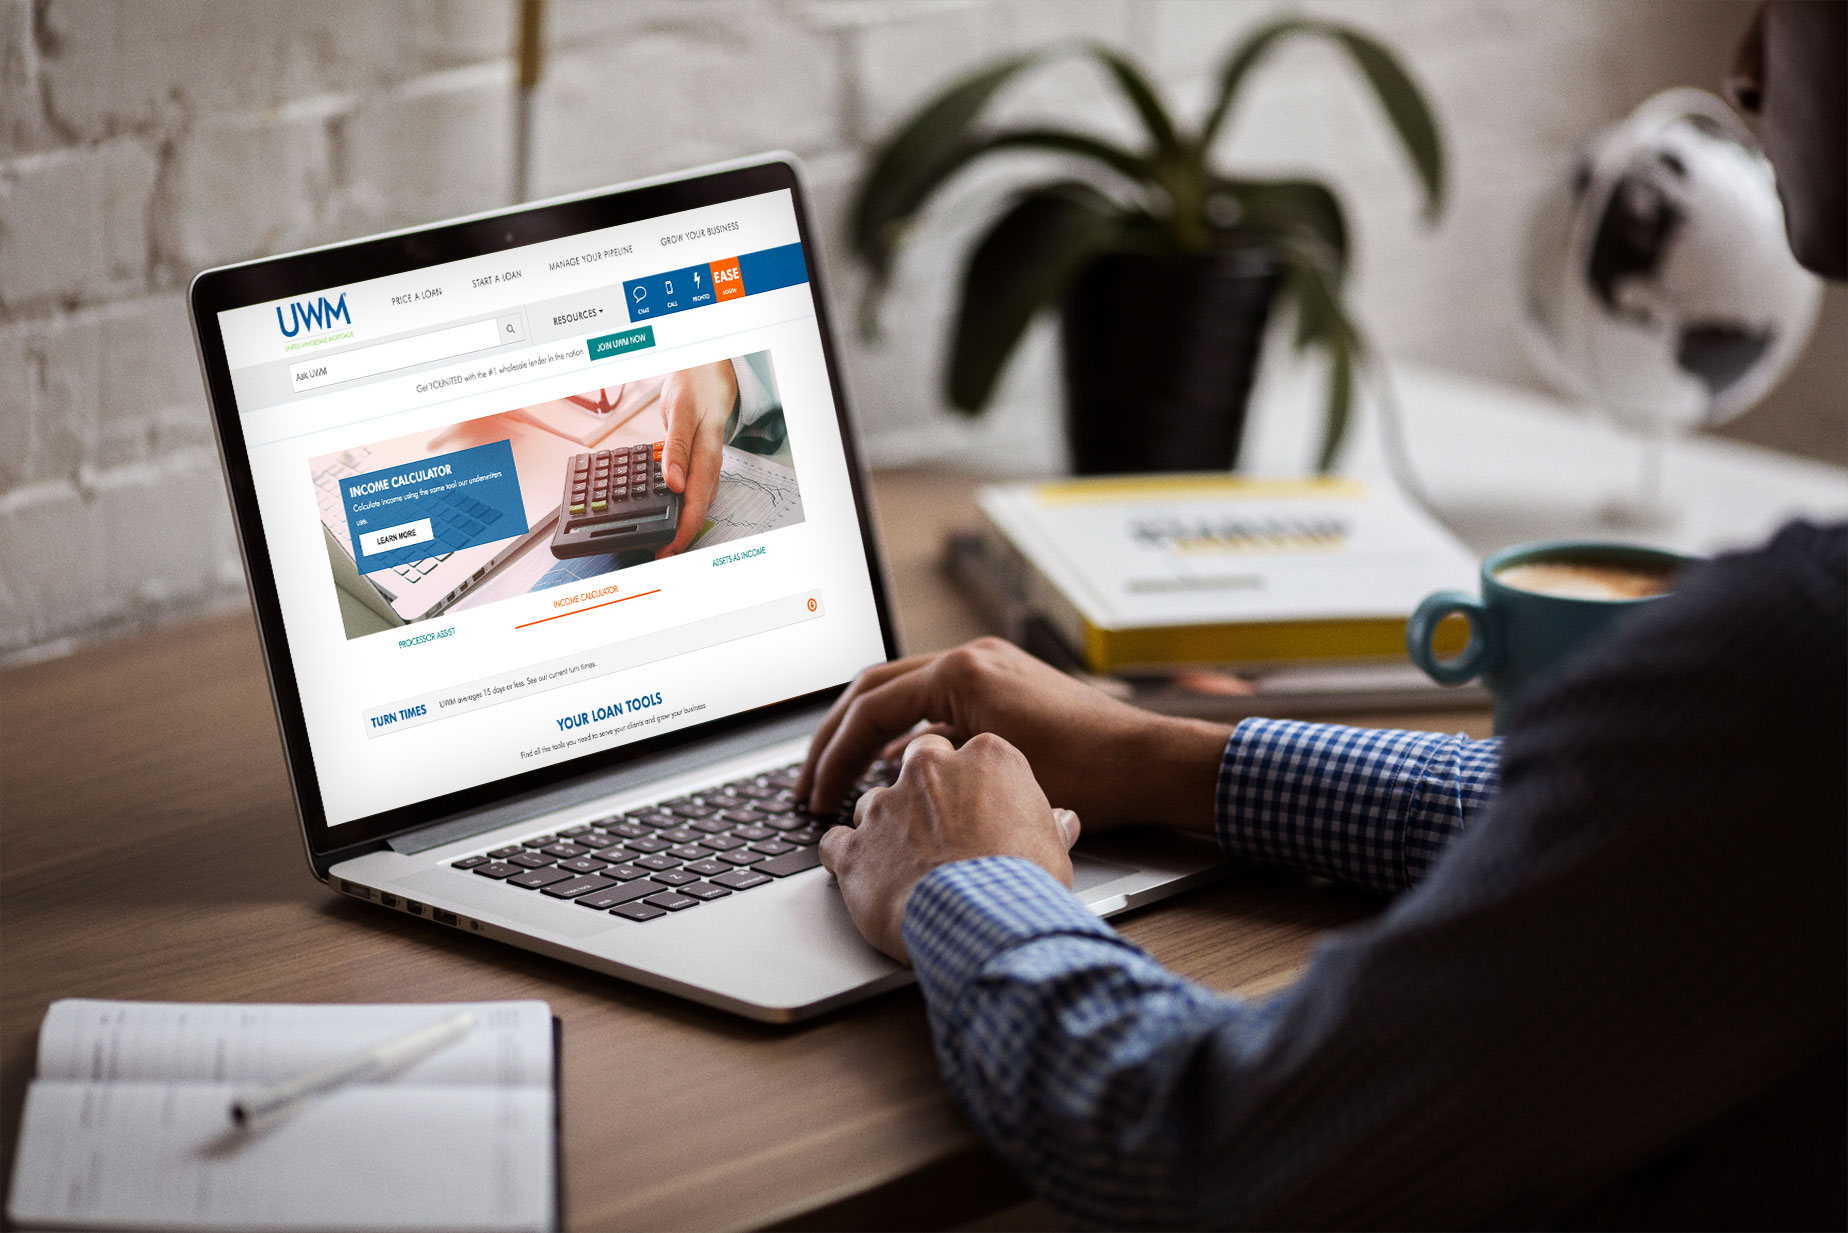 PRICE A LOAN
START A LOAN
MANAGE YOUR PIPELINE
GROW YOUR BUSINESS
UWM
UNITED WHOLESALE MORTGAGE
Ask UWM
RESOURCES
CHAT
CALL
PRONTO
EASE
LOGIN
Get YOUNITED with the #1 wholesale lender in the nation
JOIN UWM NOW
INCOME CALCULATOR
Calculate income using the same tool our underwriters
use.
LEARN MORE
PROCESSOR ASSIST
INCOME CALCULATOR
ASSETS AS INCOME
TURN TIMES
UWM averages 15 days or less. See our current turn times.
YOUR LOAN TOOLS
Find all the tools you need to serve your clients and grow your business